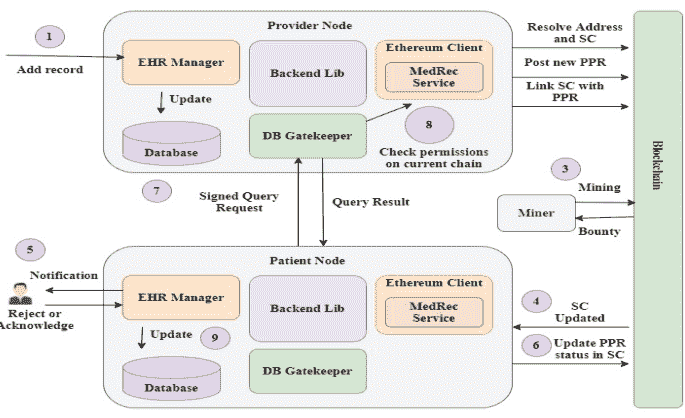 Provider Node
1
Add record
EHR Manager
Update
Database
Backend Lib
DB Gatekeeper
Ethereum Client
MedRec
Service
8
Check permissions
on current chain
Resolve Address
and SC
Post new PPR
Link SC with
PPR
Blockchain
7
Signed Query
Request
Query Result
3
Mining
Miner
Bounty
Patient Node
5
Notification
Reject or
Acknowledge
EHR Manager
Update
9
Database
Backend Lib
DB Gatekeeper
Ethereum Client
MedRec
Service
4
SC
Updated
6
Update PPR
status in SC